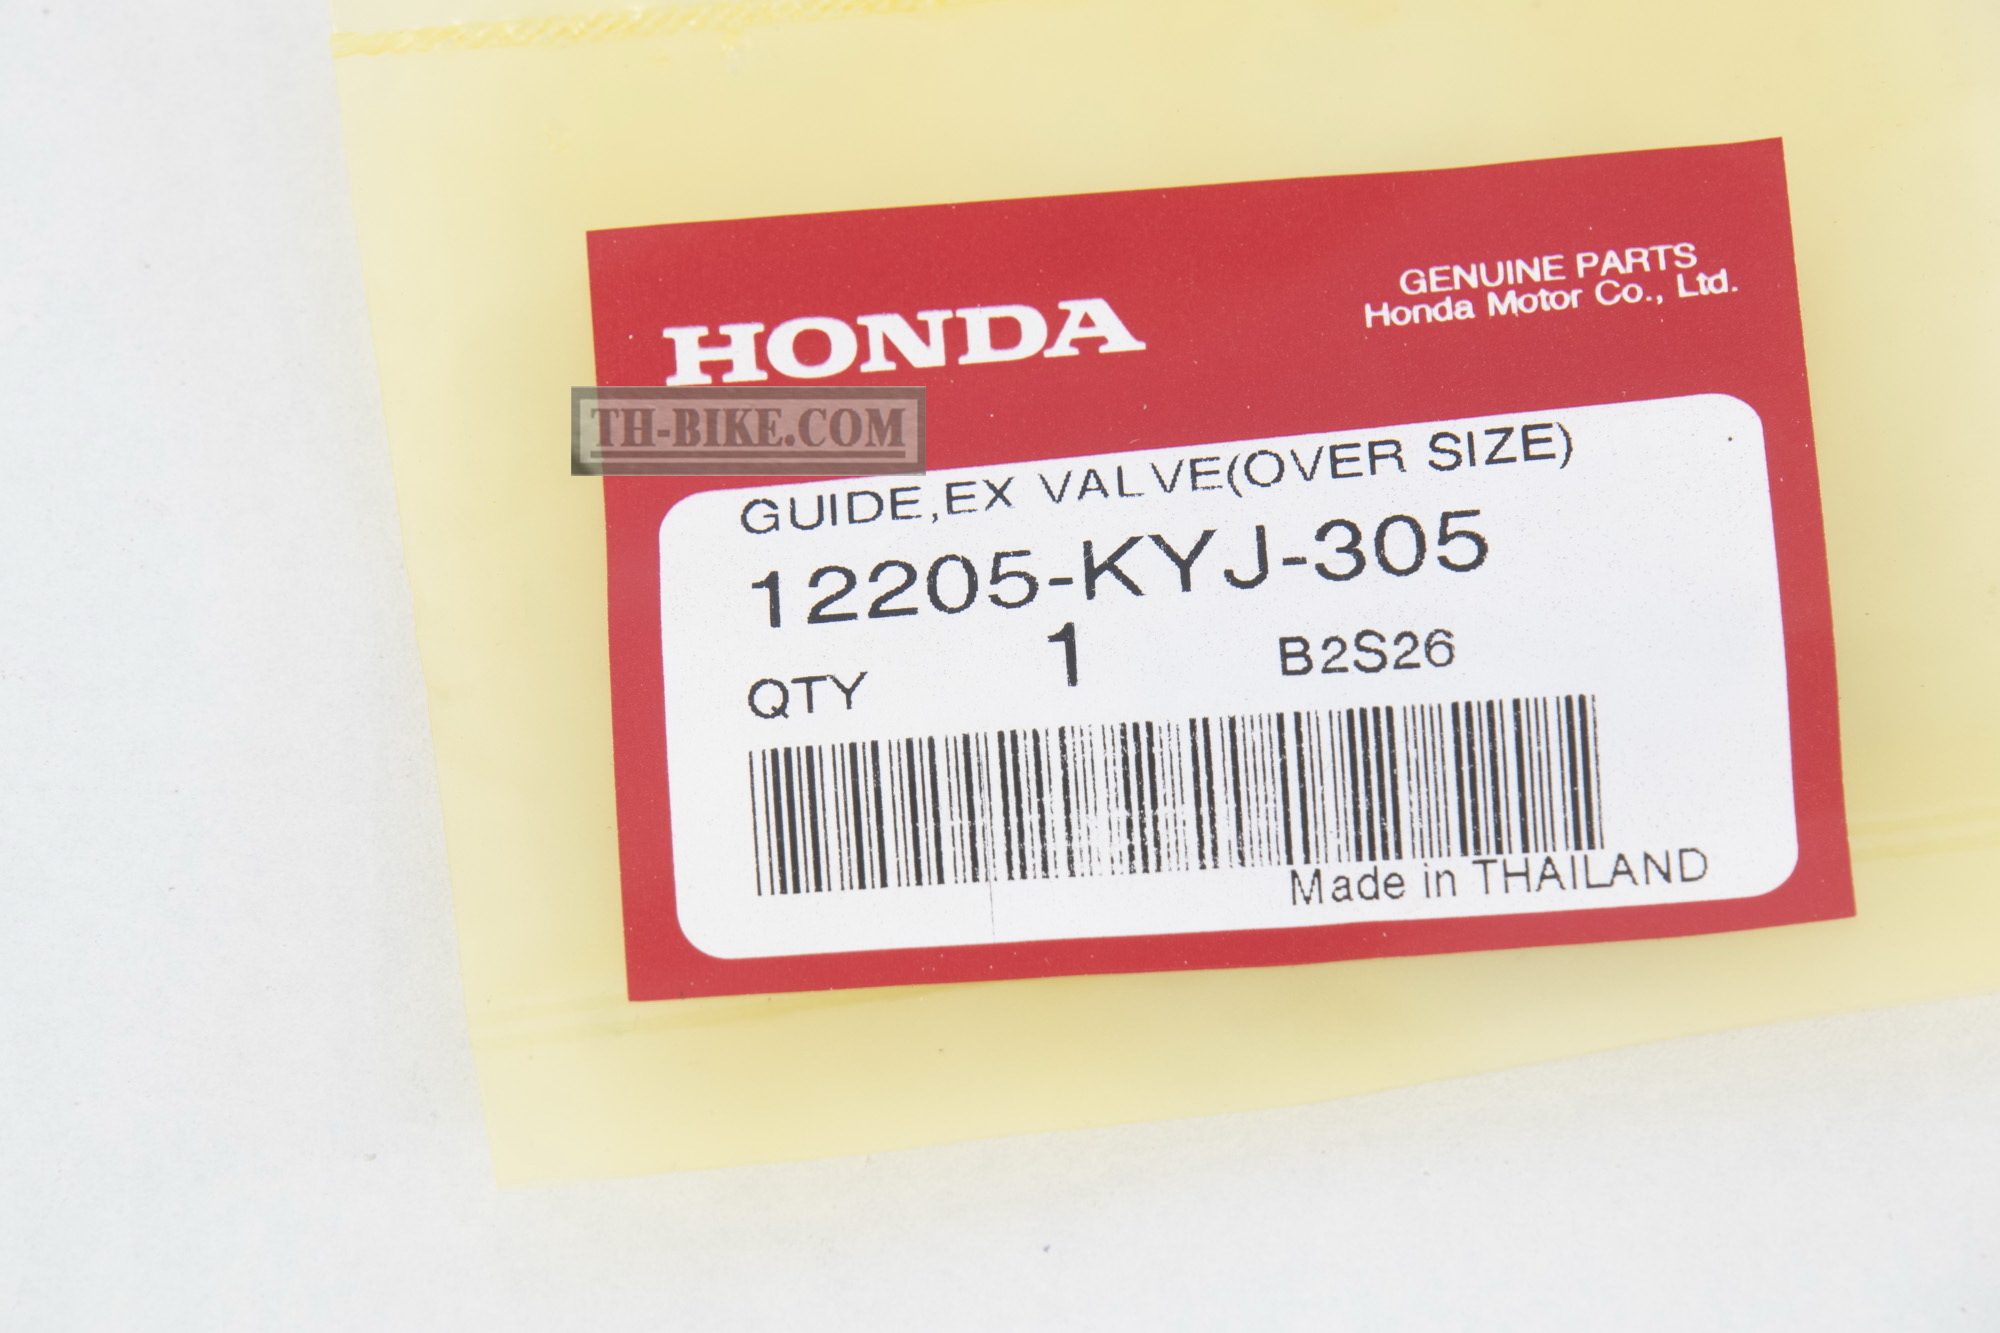 HONDA
GENUINE PARTS
Honda Motor Co., Ltd.
TH-BIKE.COM
GUIDE,EX VALVE(OVER SIZE)
12205-KYJ-305
QTY 1 B2S26
Made in THAILAND